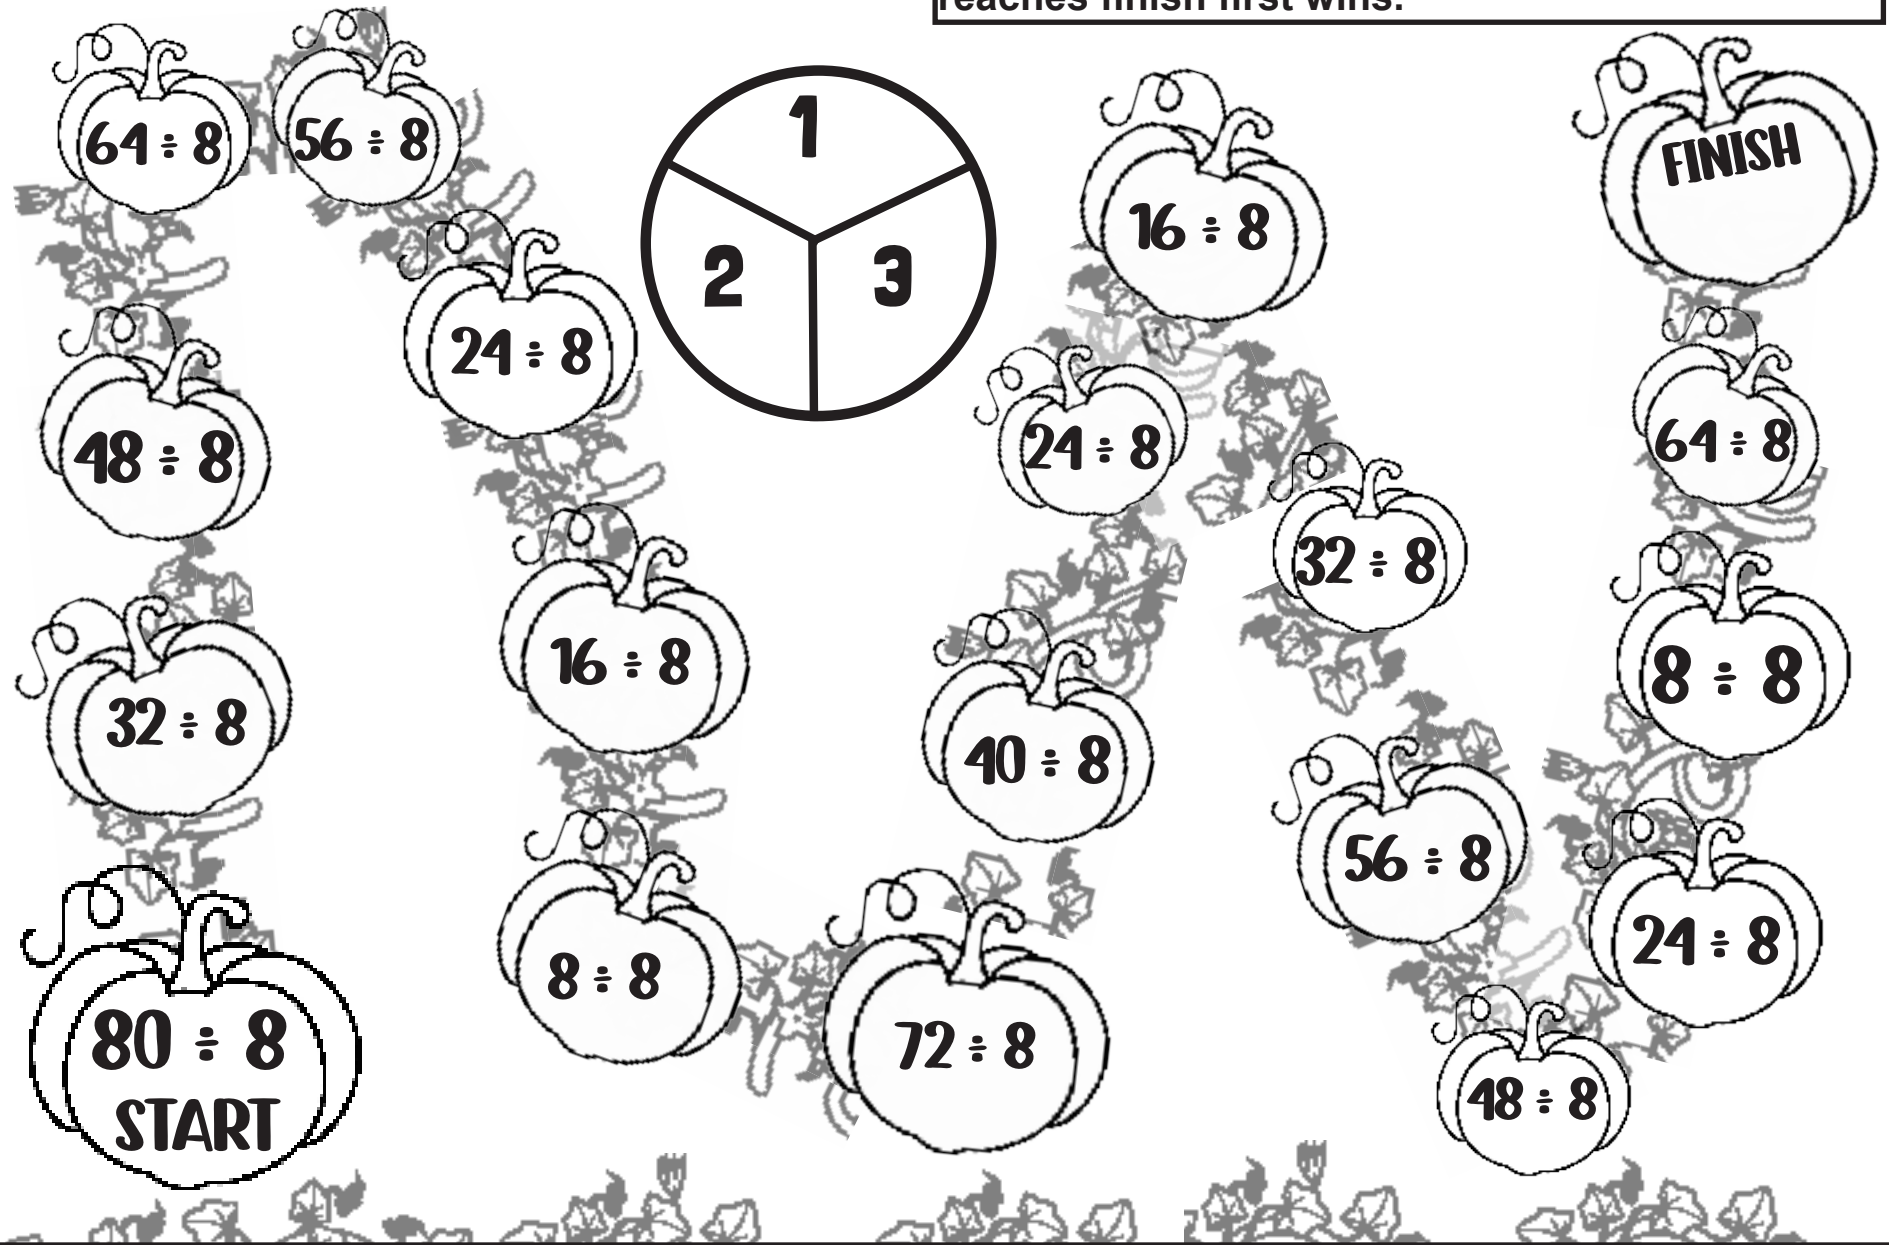 reaches finish first wins.
64 ÷ 8
56 ÷ 8
24 ÷ 8
48 ÷ 8
32 ÷ 8
80 ÷ 8
START
16 ÷ 8
8 ÷ 8
1
2
3
72 ÷ 8
40 ÷ 8
24 ÷ 8
16 ÷ 8
32 ÷ 8
56 ÷ 8
48 ÷ 8
24 ÷ 8
8 ÷ 8
64 ÷ 8
FINISH